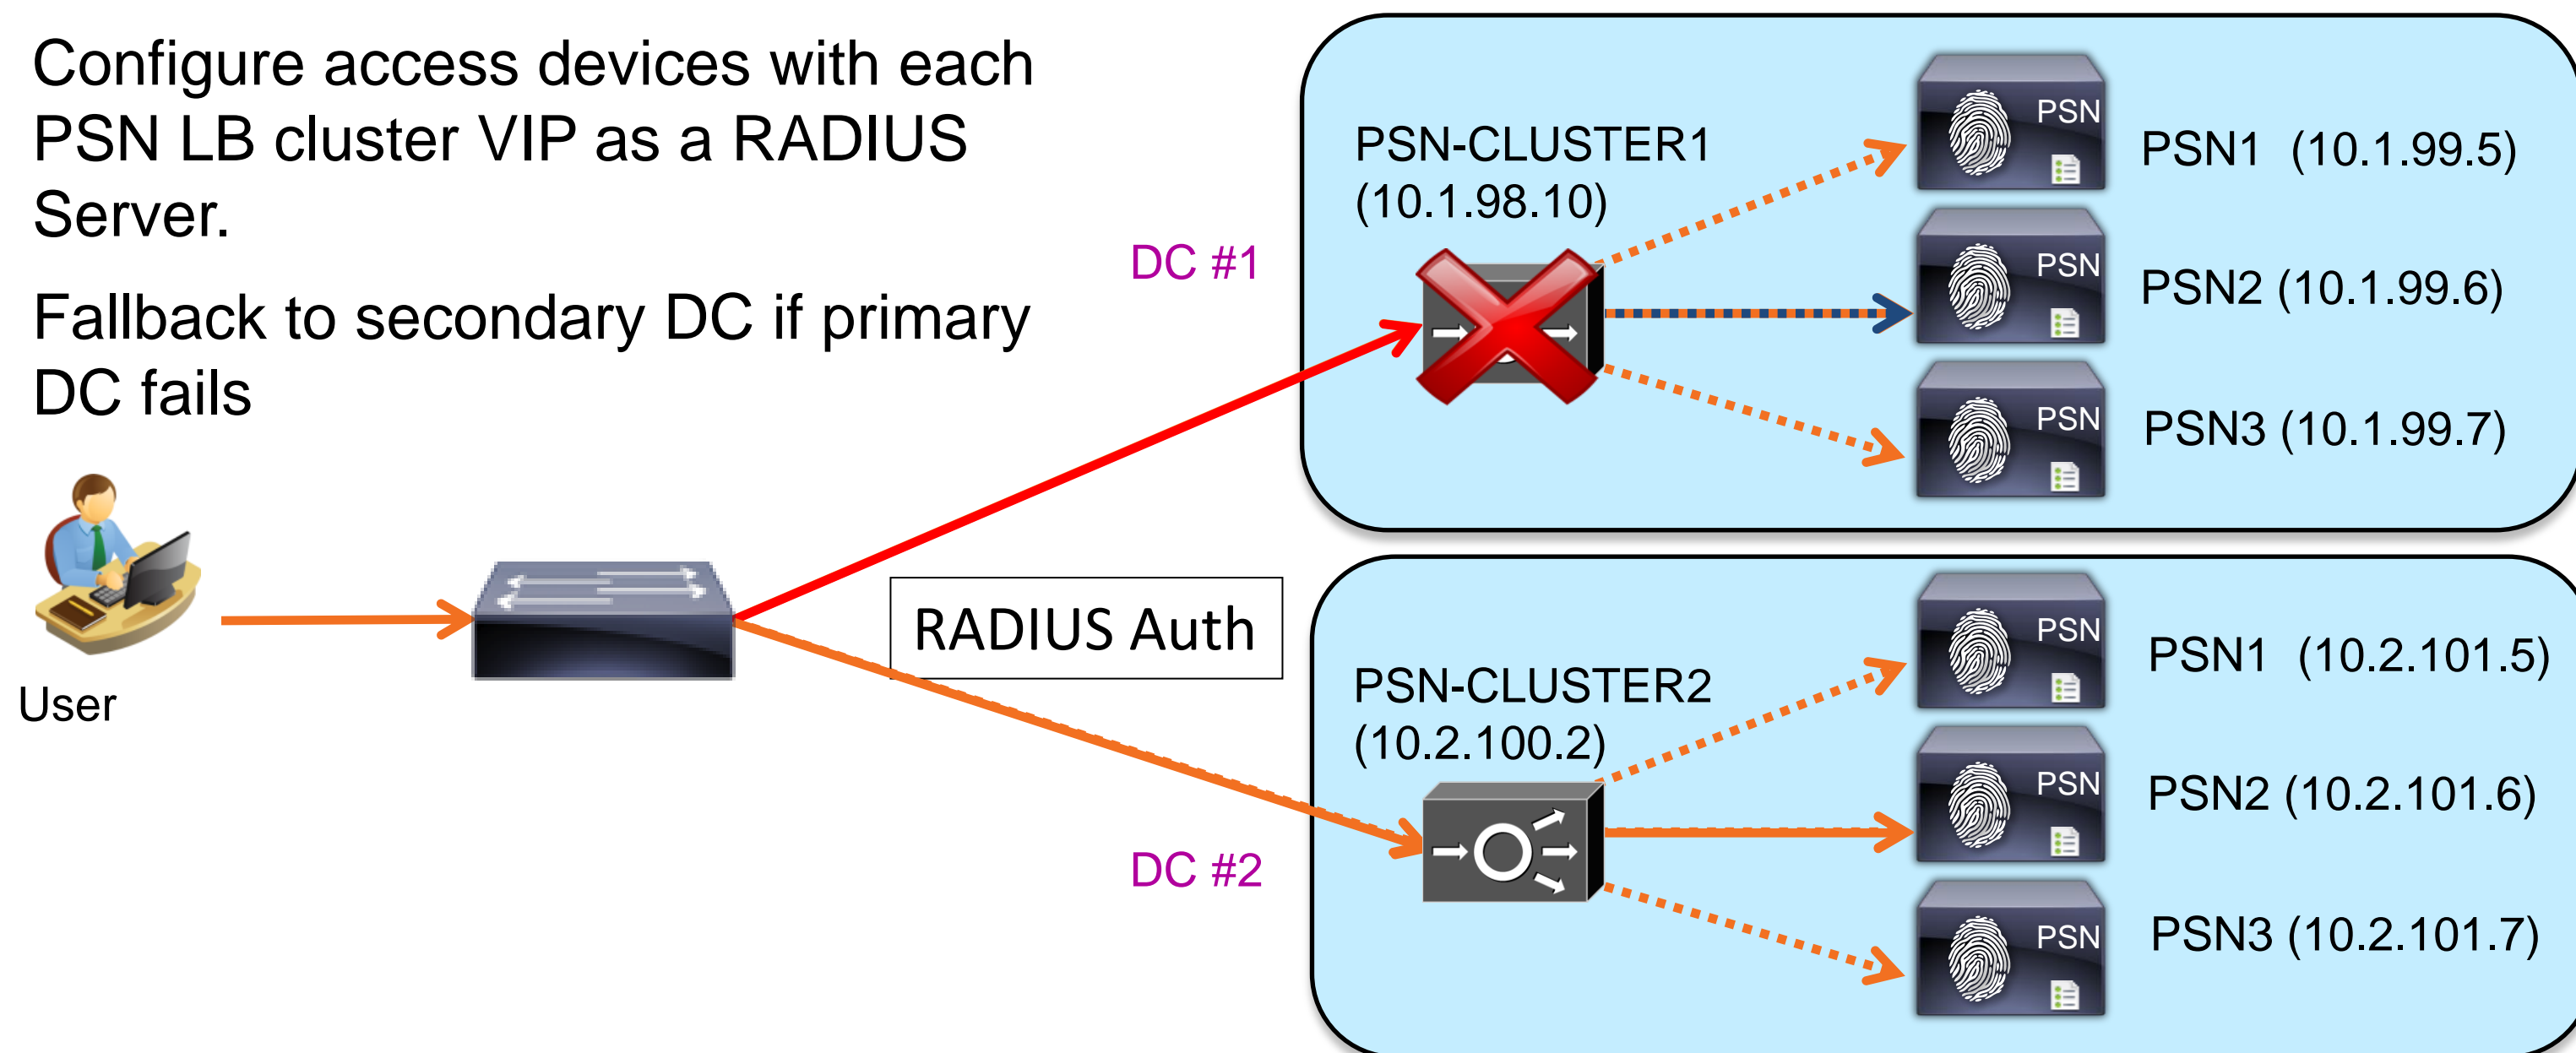 Configure access devices with each
PSN LB cluster VIP as a RADIUS
Server.
Fallback to secondary DC if primary
DC fails
User
RADIUS Auth
DC #1
PSN-CLUSTER1
(10.1.98.10)
PSN
PSN1 (10.1.99.5)
PSN
PSN2 (10.1.99.6)
PSN
PSN3 (10.1.99.7)
DC #2
PSN-CLUSTER2
(10.2.100.2)
PSN
PSN1 (10.2.101.5)
PSN
PSN2 (10.2.101.6)
PSN
PSN3 (10.2.101.7)